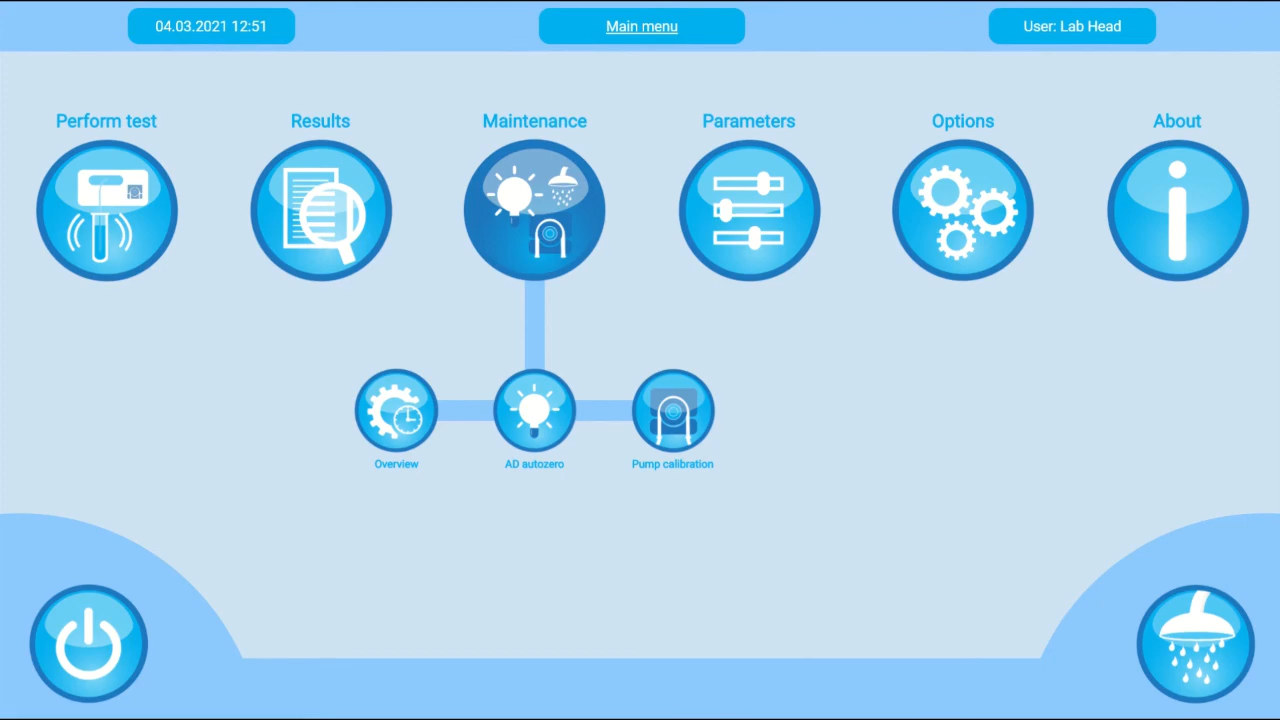 04.03.2021 12:51
Main menu
User: Lab Head
Perform test
Results
Maintenance
Parameters
Options
About
Overview
AD autozero
Pump calibration